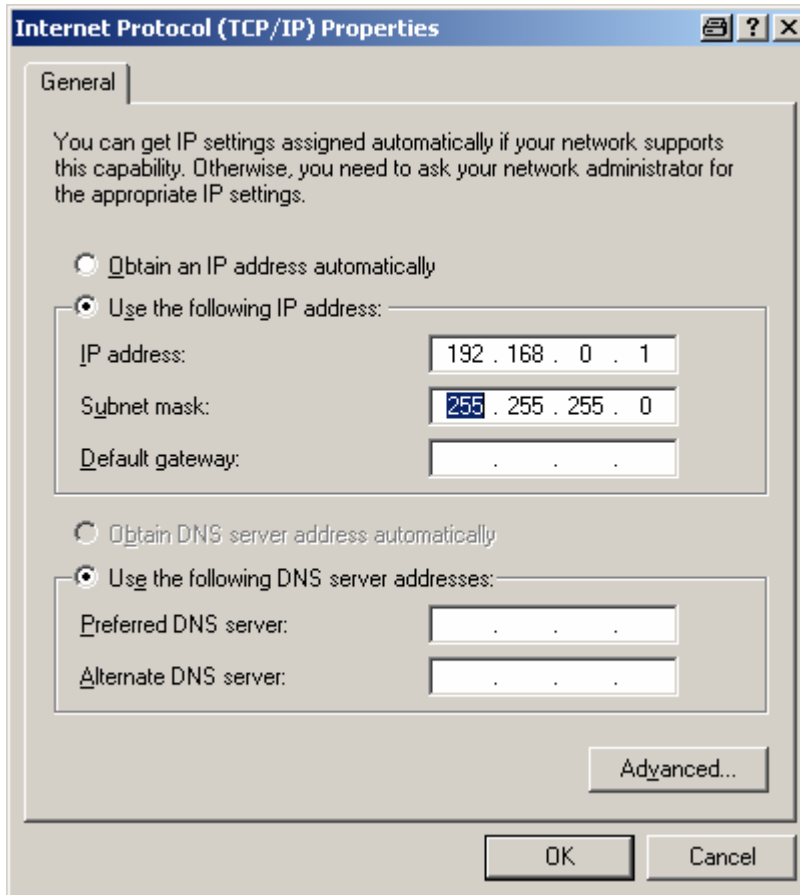 Internet Protocol (TCP/IP) Properties
General
You can get IP settings assigned automatically if your network supports
this capability. Otherwise, you need to ask your network administrator for
the appropriate IP settings.
Obtain an IP address automatically
Use the following IP address:
IP address: 192 . 168 . 0 . 1
Subnet mask: 255 . 255 . 255 . 0
Default gateway: . . .
Obtain DNS server address automatically
Use the following DNS server addresses:
Preferred DNS server: . . .
Alternate DNS server: . . .
Advanced...
OK Cancel